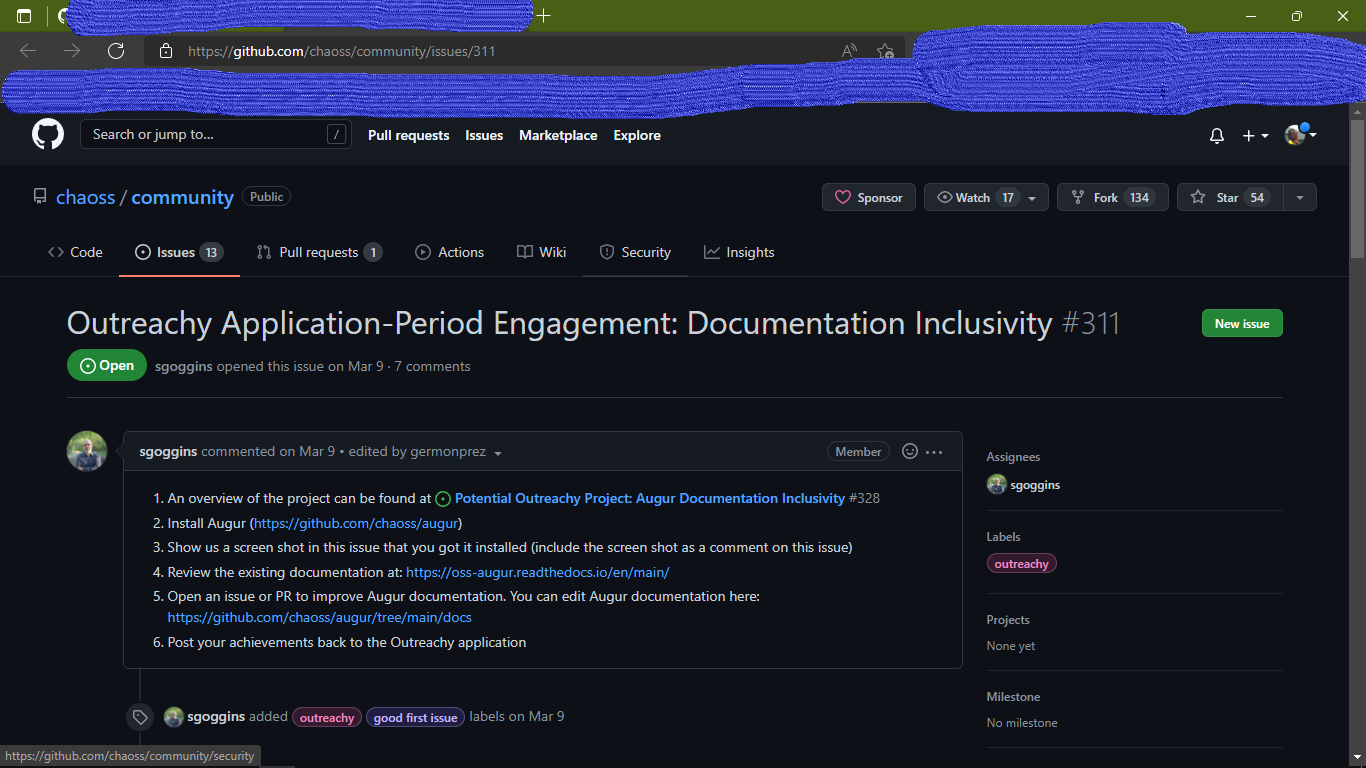 https://github.com/chaoss/community/issues/311
Search or jump to... /
Pull requests Issues Marketplace Explore
chaoss / community Public
Sponsor Watch 17 Fork 134 Star 54
Code Issues 13 Pull requests 1 Actions Wiki Security Insights
Outreachy Application-Period Engagement: Documentation Inclusivity #311
New issue
Open sgoggins opened this issue on Mar 9 · 7 comments
sgoggins commented on Mar 9 • edited by germonprez
Member
1. An overview of the project can be found at Potential Outreachy Project: Augur Documentation Inclusivity #328
2. Install Augur (https://github.com/chaoss/augur)
3. Show us a screen shot in this issue that you got it installed (include the screen shot as a comment on this issue)
4. Review the existing documentation at: https://oss-augur.readthedocs.io/en/main/
5. Open an issue or PR to improve Augur documentation. You can edit Augur documentation here:
https://github.com/chaoss/augur/tree/main/docs
6. Post your achievements back to the Outreachy application
sgoggins added outreachy good first issue labels on Mar 9
Assignees
sgoggins
Labels
outreachy
Projects
None yet
Milestone
No milestone
https://github.com/chaoss/community/security